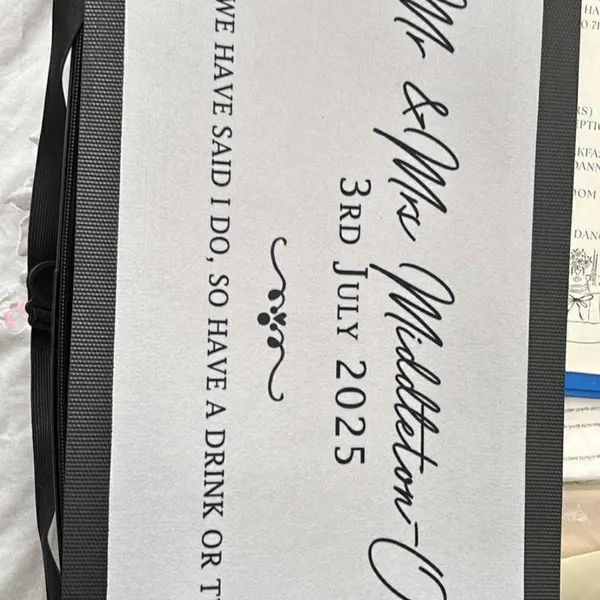 Mr & Mrs Middleton-
3RD JULY 2025
WE HAVE SAID I DO, SO HAVE A DRINK OR